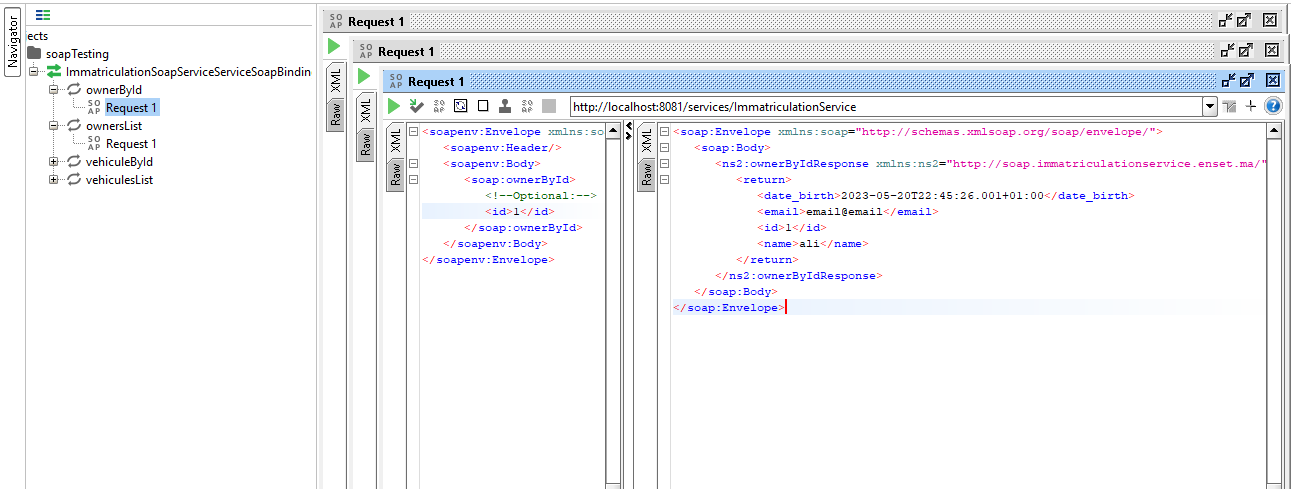 Navigator
jects
soapTesting
ImmatriculationSoapServiceServiceSoapBindin
ownerById
SOAP Request 1
ownersList
SOAP Request 1
vehiculeById
vehiculesList
SOAP Request 1
XML
Raw
SOAP Request 1
XML
Raw
SOAP Request 1
SOAP
SOAP
http://localhost:8081/services/ImmatriculationService
?
XML
Raw
<soapenv:Envelope xmlns:so
<soapenv:Header/>
<soapenv:Body>
<soap:ownerById>
<!--Optional:-->
<id>1</id>
</soap:ownerById>
</soapenv:Body>
</soapenv:Envelope>
XML
Raw
<soap:Envelope xmlns:soap="http://schemas.xmlsoap.org/soap/envelope/">
<soap:Body>
<ns2:ownerByIdResponse xmlns:ns2="http://soap.immatriculationservice.enset.ma/"
<return>
<date_birth>2023-05-20T22:45:26.001+01:00</date_birth>
<email>email@email</email>
<id>1</id>
<name>ali</name>
</return>
</ns2:ownerByIdResponse>
</soap:Body>
</soap:Envelope>